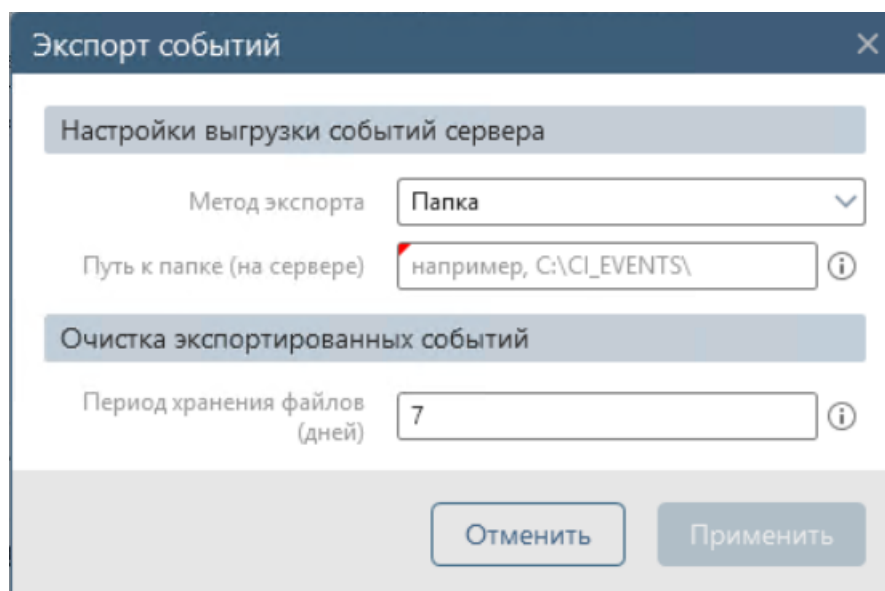 Экспорт событий
Настройки выгрузки событий сервера
Метод экспорта Папка
Путь к папке (на сервере) например, C:\CI_EVENTS\
Очистка экспортированных событий
Период хранения файлов
(дней) 7
Отменить Применить